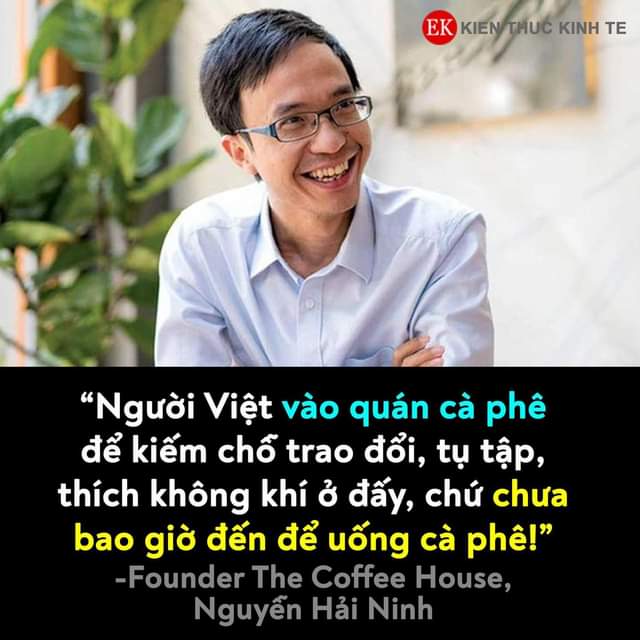 EK KIEN THUC KINH TE
“Người Việt vào quán cà phê
để kiếm chỗ trao đổi, tụ tập,
thích không khí ở đấy, chứ chưa
bao giờ đến để uống cà phê!”
-Founder The Coffee House,
Nguyễn Hải Ninh